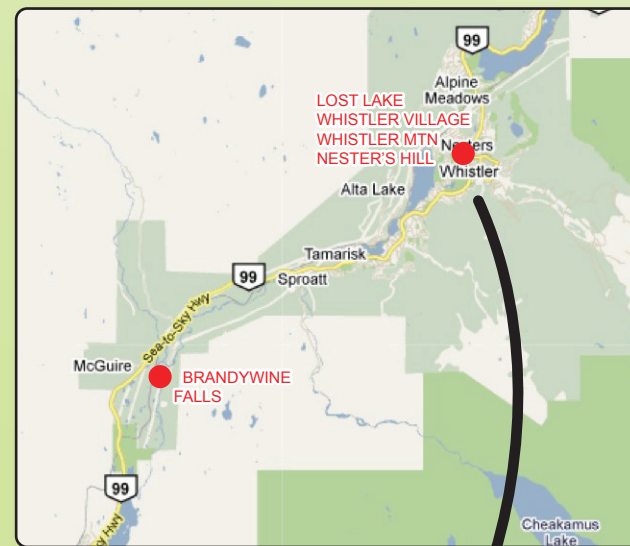 99
Alpine
Meadows
LOST LAKE
WHISTLER VILLAGE
WHISTLER MTN
NESTER'S HILL
Nesters
Whistler
Alta Lake
Tamarisk
99
Sproatt
Sea-to-Sky Hwy
McGuire
BRANDYWINE
FALLS
99
Hwy
Cheakamus
Lake